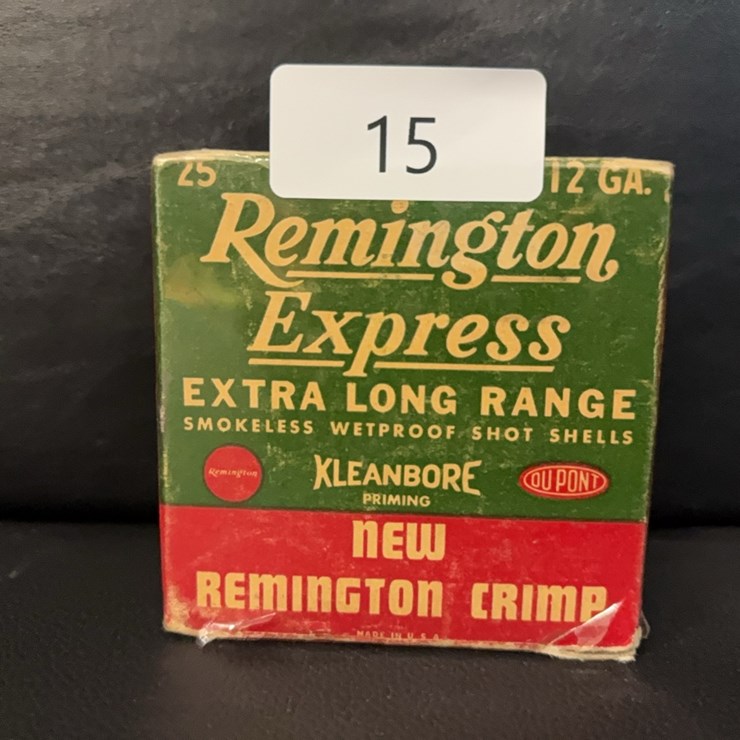 15
25 12 GA.
Remington
Express
EXTRA LONG RANGE
SMOKELESS WETPROOF SHOT SHELLS
Remington
KLEANBORE
PRIMING
DU PONT
NEW
REMINGTON CRIMP
MADE IN U.S.A.